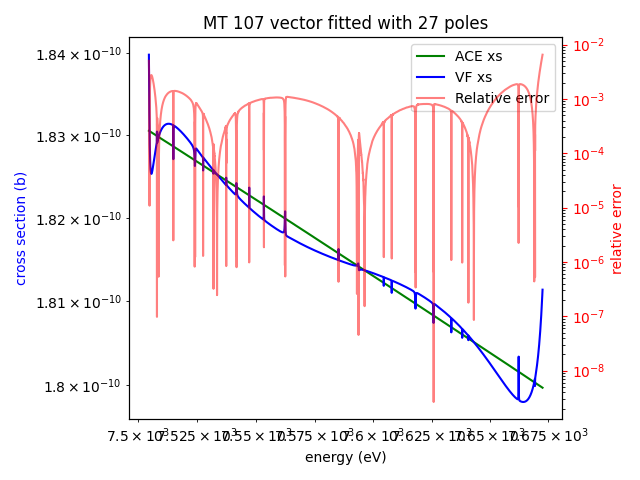 MT 107 vector fitted with 27 poles
ACE xs
VF xs
Relative error
1.84 × 10⁻¹⁰
1.83 × 10⁻¹⁰
1.82 × 10⁻¹⁰
1.81 × 10⁻¹⁰
1.8 × 10⁻¹⁰
cross section (b)
10⁻²
10⁻³
10⁻⁴
10⁻⁵
10⁻⁶
10⁻⁷
10⁻⁸
relative error
7.5 × 10³ 7.525 × 10³ 7.55 × 10³ 7.575 × 10³ 7.6 × 10³ 7.625 × 10³ 7.65 × 10³ 7.675 × 10³
energy (eV)